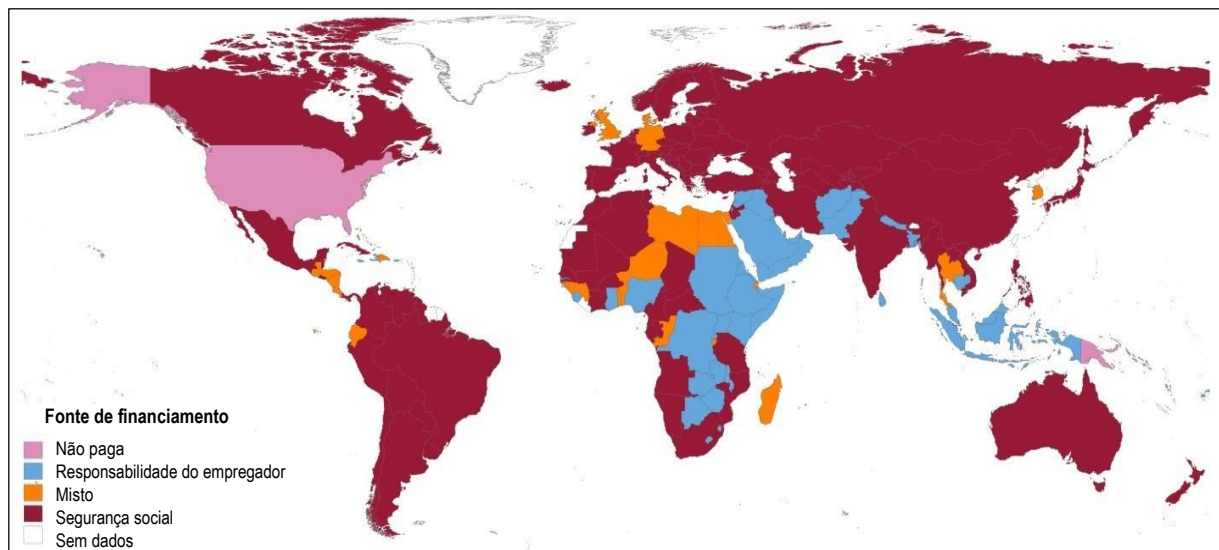 Fonte de financiamento
Não paga
Responsabilidade do empregador
Misto
Segurança social
Sem dados